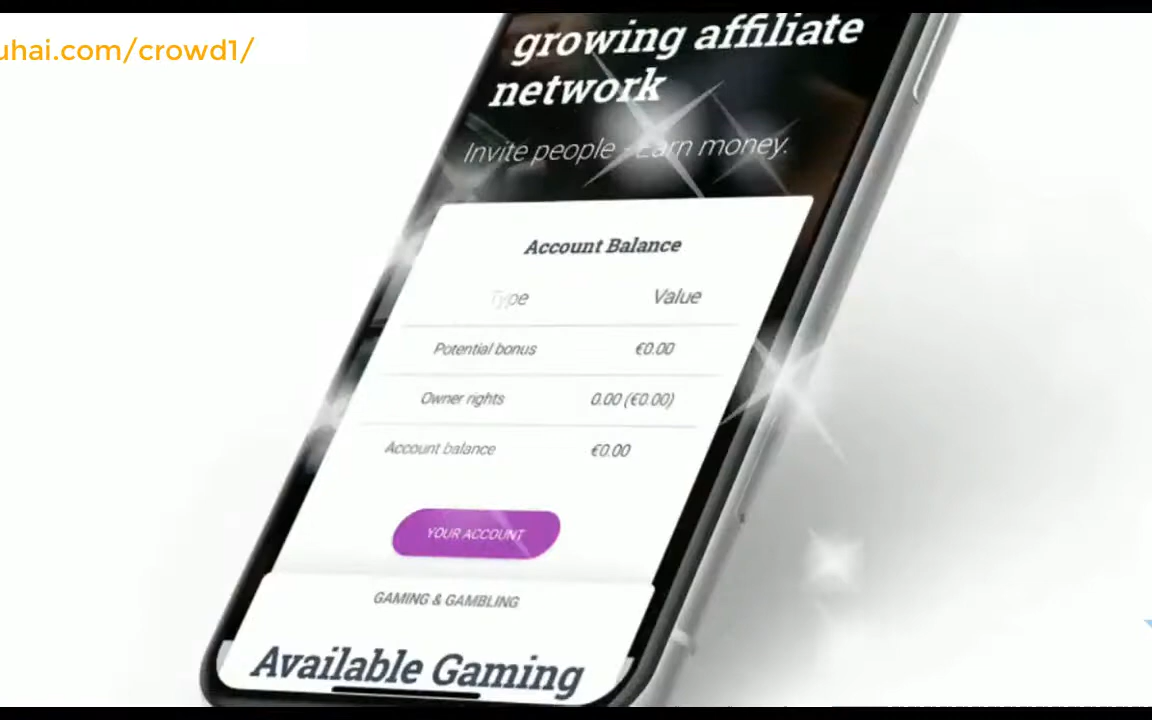 uhai.com/crowd1/
growing affiliate
network
Invite people - Earn money.
Account Balance
Type Value
Potential bonus €0.00
Owner rights 0.00 (€0.00)
Account balance €0.00
YOUR ACCOUNT
GAMING & GAMBLING
Available Gaming